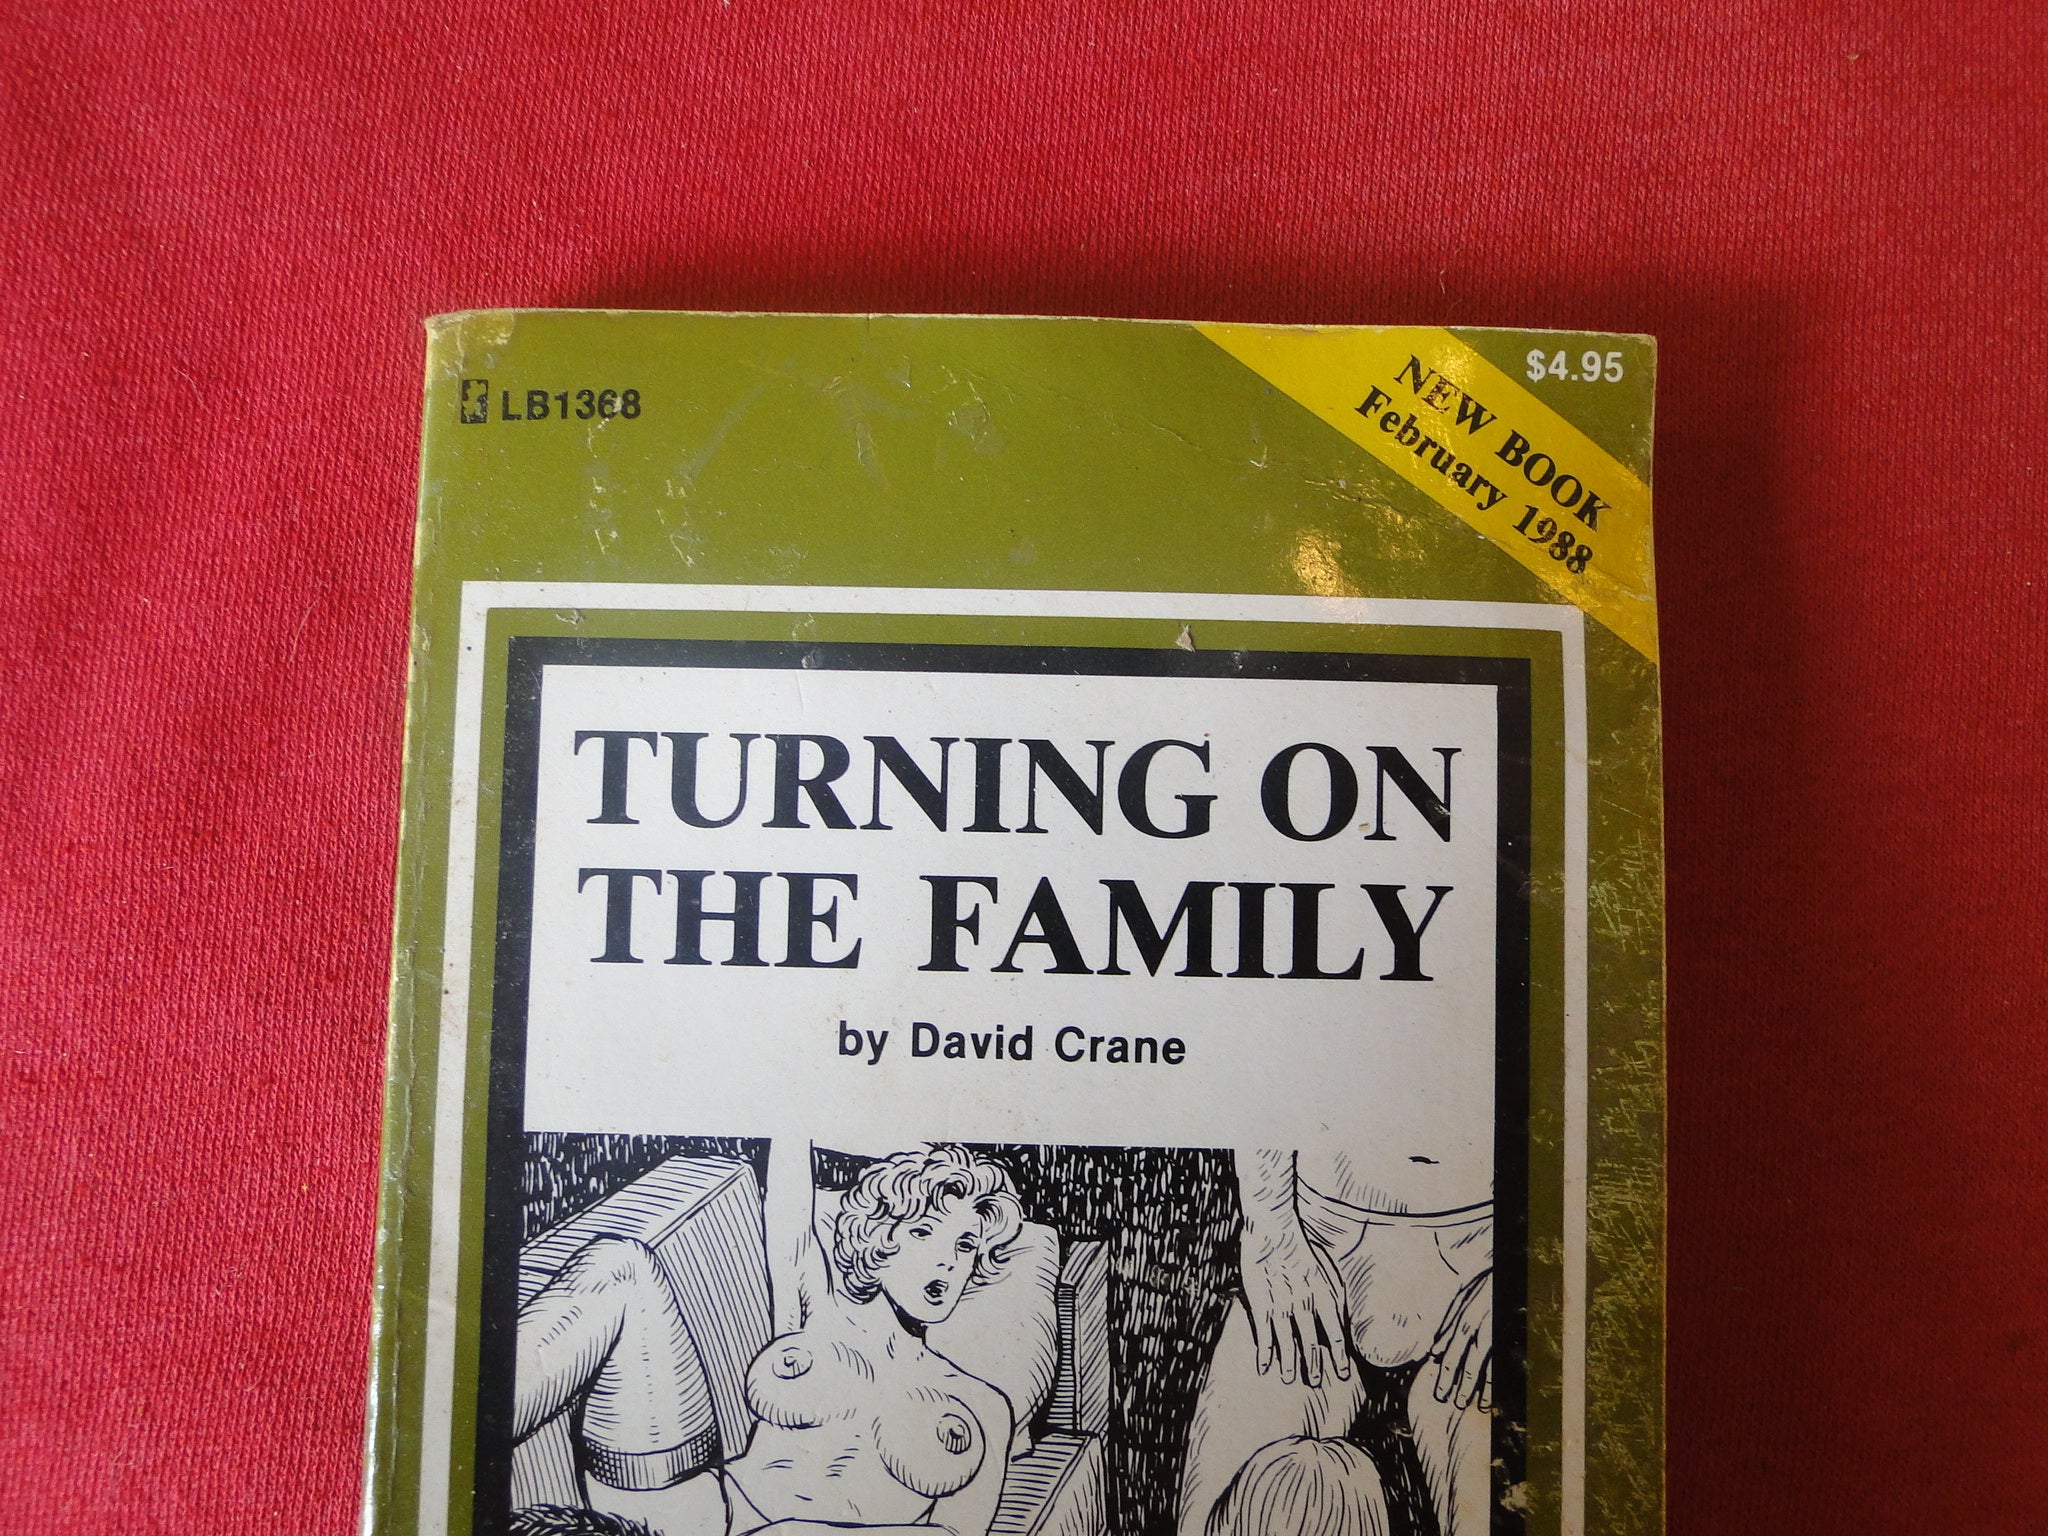 LB1368
$4.95
NEW BOOK
February 1988
TURNING ON
THE FAMILY
by David Crane